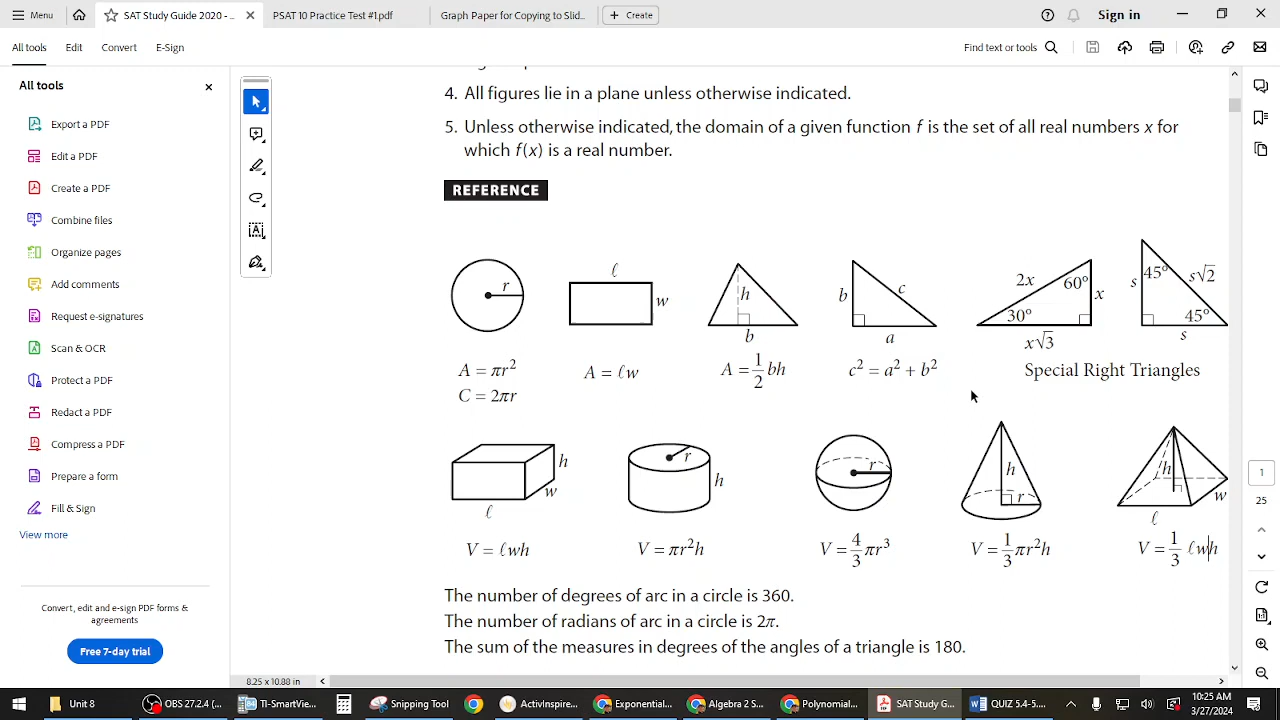 Menu
SAT Study Guide 2020 - ...
PSAT 10 Practice Test #1.pdf
Graph Paper for Copying to Slid...
Create
Sign in
All tools
Edit
Convert
E-Sign
Find text or tools
All tools
Export a PDF
Edit a PDF
Create a PDF
Combine files
Organize pages
Add comments
Request e-signatures
Scan & OCR
Protect a PDF
Redact a PDF
Compress a PDF
Prepare a form
Fill & Sign
View more
Convert, edit and e-sign PDF forms &
agreements
Free 7-day trial
4. All figures lie in a plane unless otherwise indicated.
5. Unless otherwise indicated, the domain of a given function f is the set of all real numbers x for
which f(x) is a real number.
REFERENCE
r
ℓ
w
h
b
b
c
a
2x
60°
x
30°
x√3
45°
s√2
s
45°
s
A = πr²
C = 2πr
A = ℓw
A = 1/2 bh
c² = a² + b²
Special Right Triangles
h
w
ℓ
r
h
r
h
r
h
w
ℓ
V = ℓwh
V = πr²h
V = 4/3 πr³
V = 1/3 πr²h
V = 1/3 ℓwh
The number of degrees of arc in a circle is 360.
The number of radians of arc in a circle is 2π.
The sum of the measures in degrees of the angles of a triangle is 180.
8.25 x 10.88 in
1
25
Unit 8
OBS 27.2.4 (...
TI-SmartVie...
Snipping Tool
ActivInspire...
Exponential...
Algebra 2 S...
Polynomial...
SAT Study G...
QUIZ 5.4-5...
10:25 AM
3/27/2024